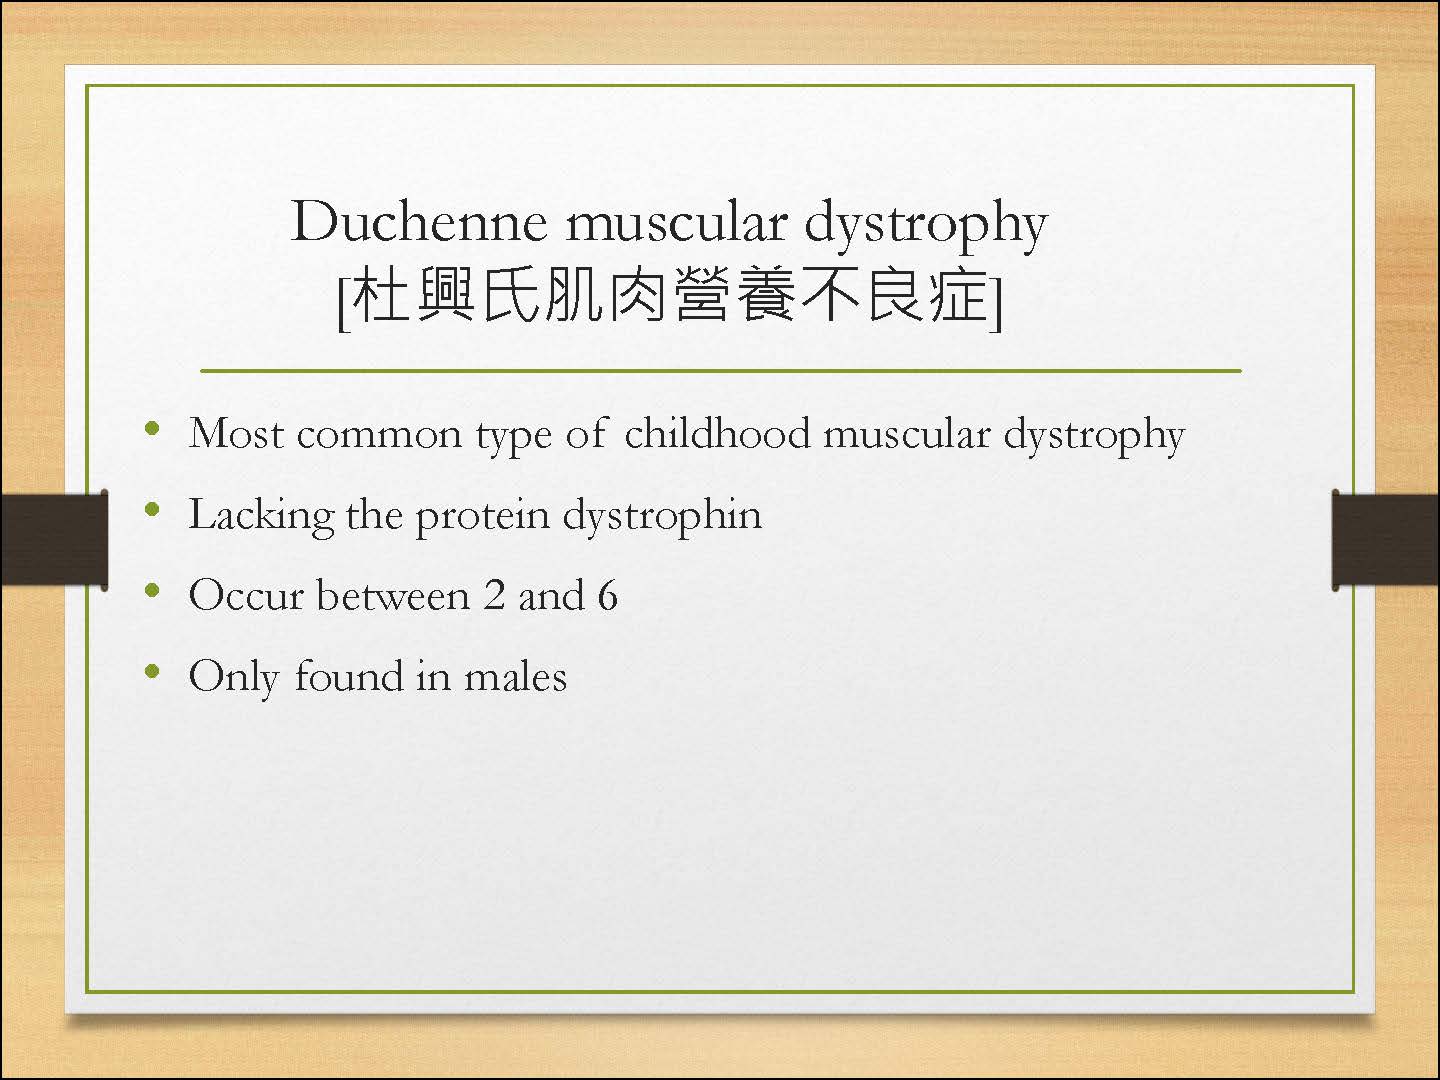 Duchenne muscular dystrophy
[杜興氏肌肉營養不良症]
• Most common type of childhood muscular dystrophy
• Lacking the protein dystrophin
• Occur between 2 and 6
• Only found in males